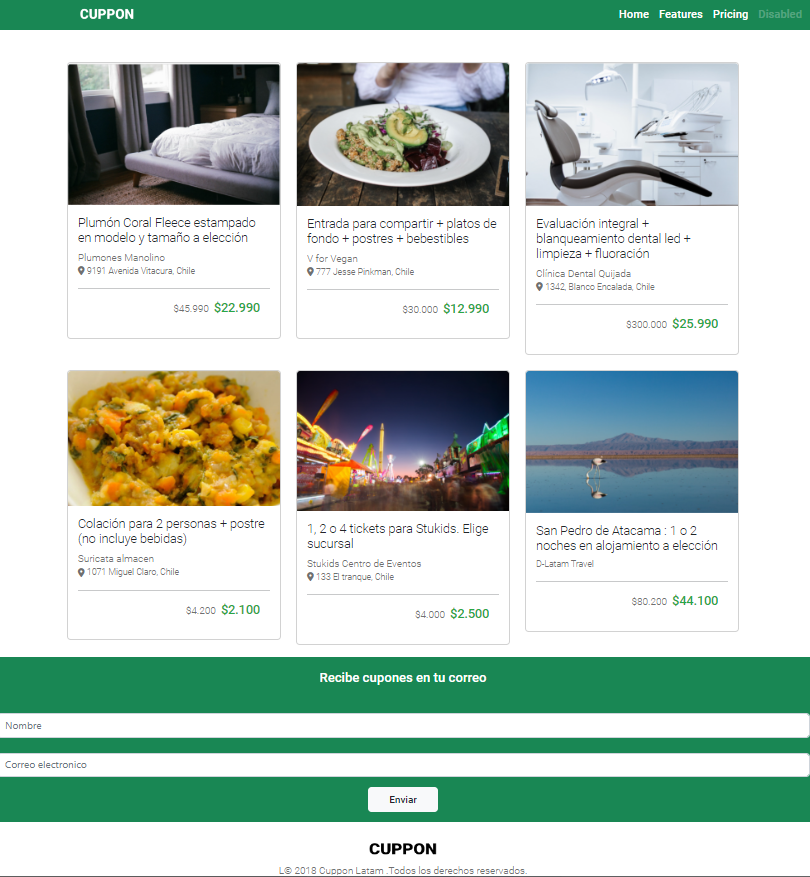 CUPPON
Home Features Pricing Disabled
Plumón Coral Fleece estampado
en modelo y tamaño a elección
Plumones Manolino
9191 Avenida Vitacura, Chile
$45.990 $22.990
Entrada para compartir + platos de
fondo + postres + bebestibles
V for Vegan
777 Jesse Pinkman, Chile
$30.000 $12.990
Evaluación integral +
blanqueamiento dental led +
limpieza + fluoración
Clínica Dental Quijada
1342, Blanco Encalada, Chile
$300.000 $25.990
Colación para 2 personas + postre
(no incluye bebidas)
Suricata almacen
1071 Miguel Claro, Chile
$4.200 $2.100
1, 2 o 4 tickets para Stukids. Elige
sucursal
Stukids Centro de Eventos
133 El tranque, Chile
$4.000 $2.500
San Pedro de Atacama : 1 o 2
noches en alojamiento a elección
D-Latam Travel
$80.200 $44.100
Recibe cupones en tu correo
Nombre
Correo electronico
Enviar
CUPPON
L© 2018 Cuppon Latam .Todos los derechos reservados.